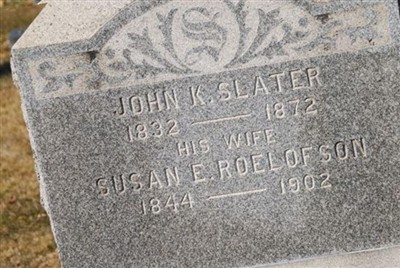 S
JOHN K. SLATER
1832 — 1872
HIS WIFE
SUSAN E. ROELOFSON
1844 — 1902